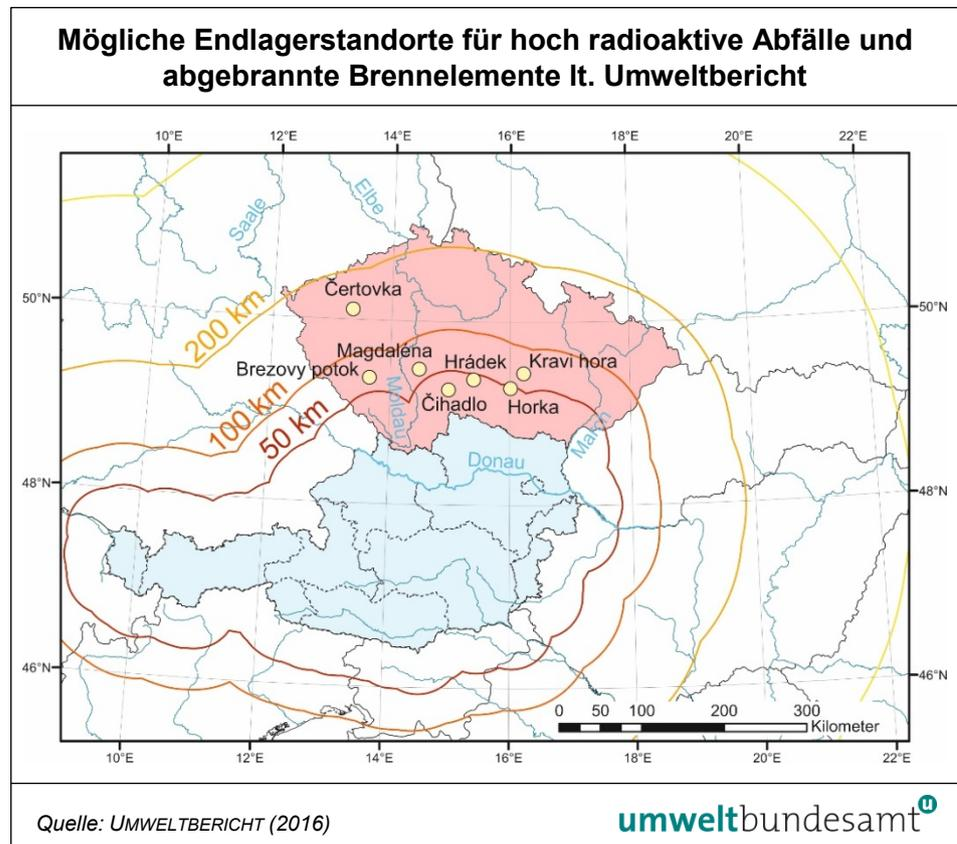 Mögliche Endlagerstandorte für hoch radioaktive Abfälle und
abgebrannte Brennelemente lt. Umweltbericht
10°E 12°E 14°E 16°E 18°E 20°E 22°E
Saale
Elbe
50°N
50°N
200 km
Čertovka
Magdaléna
Hrádek
Kraví hora
Brezovy potok
Moldau
Čihadlo
Horka
100 km
50 km
March
Donau
48°N
48°N
46°N
46°N
0 50 100 200 300
Kilometer
10°E 12°E 14°E 16°E 18°E 20°E 22°E
Quelle: UMWELTBERICHT (2016)
umweltbundesamt u